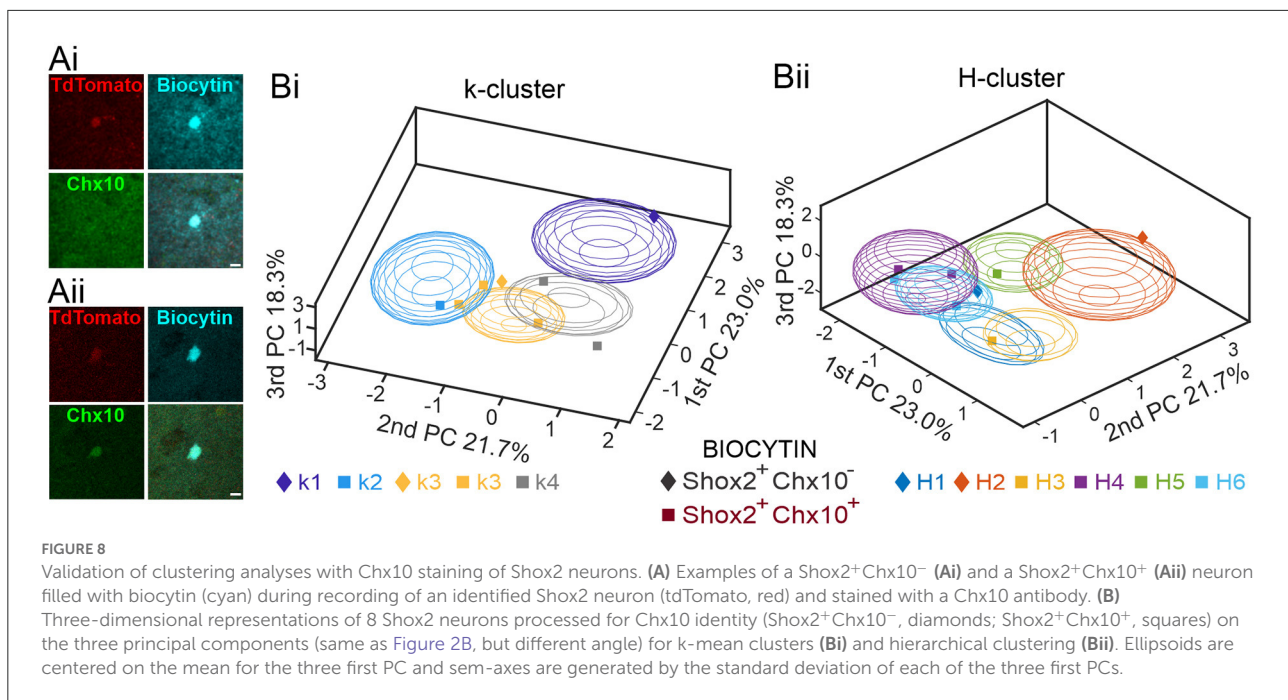 Ai
TdTomato Biocytin
Chx10
Aii
TdTomato Biocytin
Chx10
Bi
k-cluster
3rd PC 18.3%
3
1
-1
-3 -2 -1 0 1 2
2nd PC 21.7%
-2 -1 0 1 2 3
1st PC 23.0%
Bii
H-cluster
3rd PC 18.3%
2
0
-2
-2 -1 0 1
1st PC 23.0%
-1 0 1 2 3
2nd PC 21.7%
k1 k2 k3 k3 k4
BIOCYTIN
Shox2⁺ Chx10⁻
Shox2⁺ Chx10⁺
H1 H2 H3 H4 H5 H6
FIGURE 8
Validation of clustering analyses with Chx10 staining of Shox2 neurons. (A) Examples of a Shox2⁺Chx10⁻ (Ai) and a Shox2⁺Chx10⁺ (Aii) neuron
filled with biocytin (cyan) during recording of an identified Shox2 neuron (tdTomato, red) and stained with a Chx10 antibody. (B)
Three-dimensional representations of 8 Shox2 neurons processed for Chx10 identity (Shox2⁺Chx10⁻, diamonds; Shox2⁺Chx10⁺, squares) on
the three principal components (same as Figure 2B, but different angle) for k-mean clusters (Bi) and hierarchical clustering (Bii). Ellipsoids are
centered on the mean for the three first PC and sem-axes are generated by the standard deviation of each of the three first PCs.